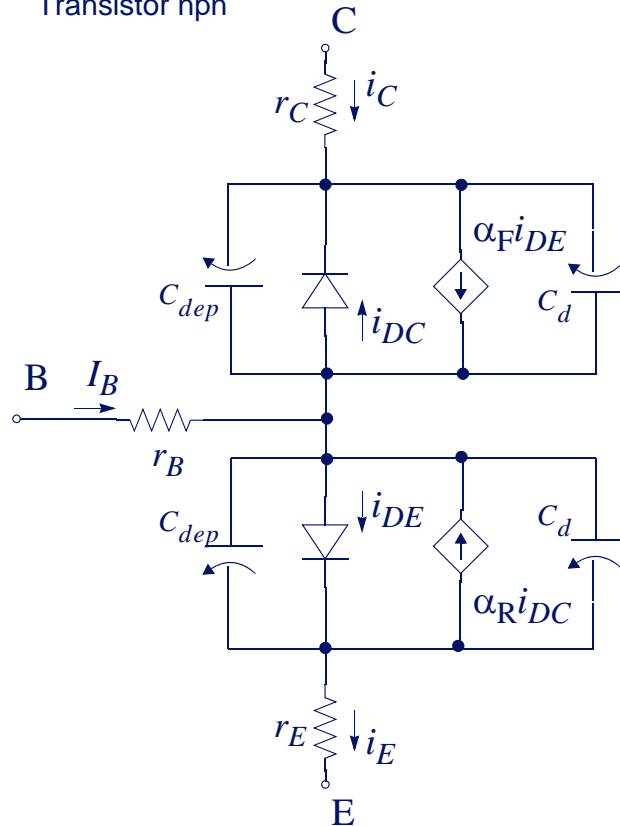 Transistor npn
C
r_C
i_C
α_F i_DE
C_dep
i_DC
C_d
B
I_B
r_B
C_dep
i_DE
C_d
α_R i_DC
r_E
i_E
E